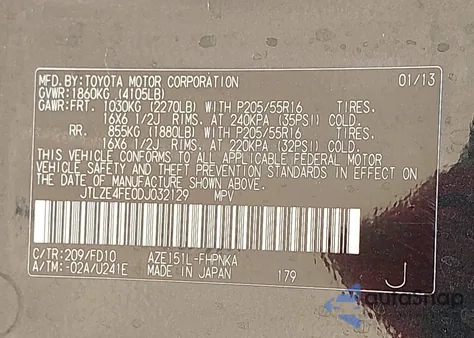 MFD. BY: TOYOTA MOTOR CORPORATION 01/13
GVWR: 1860KG (4105LB)
GAWR: FRT. 1030KG (2270LB) WITH P205/55R16 TIRES.
16X6 1/2J RIMS. AT 240KPA (35PSI) COLD.
RR. 855KG (1880LB) WITH P205/55R16 TIRES.
16X6 1/2J RIMS. AT 220KPA (32PSI) COLD.
THIS VEHICLE CONFORMS TO ALL APPLICABLE FEDERAL MOTOR
VEHICLE SAFETY AND THEFT PREVENTION STANDARDS IN EFFECT ON
THE DATE OF MANUFACTURE SHOWN ABOVE.
JTLZE4FE0DJ032129 MPV
C/TR: 209/FD10 AZE151L-FHPNKA
A/TM: -02A/U241E MADE IN JAPAN 179 J
autoSnap